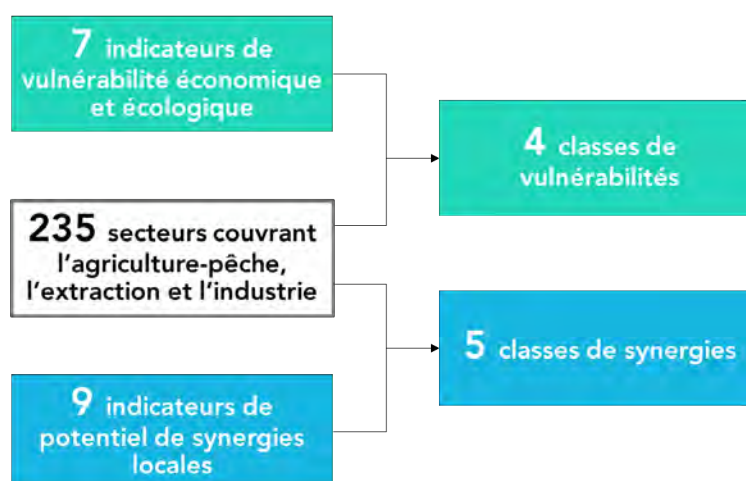 7 indicateurs de
vulnérabilité économique
et écologique
4 classes de
vulnérabilités
235 secteurs couvrant
l'agriculture-pêche,
l'extraction et l'industrie
5 classes de synergies
9 indicateurs de
potentiel de synergies
locales